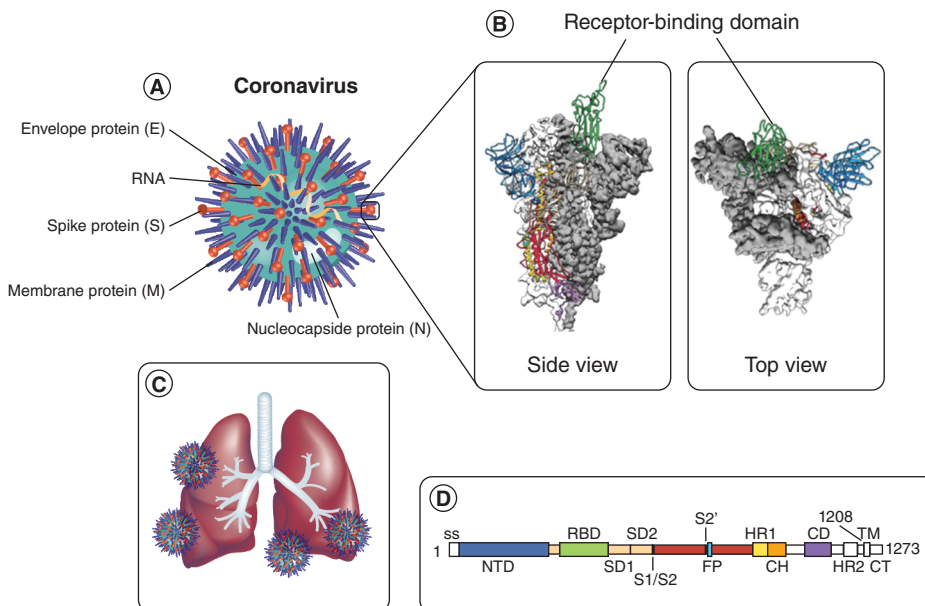 A
Coronavirus
Envelope protein (E)
RNA
Spike protein (S)
Membrane protein (M)
Nucleocapside protein (N)
B
Receptor-binding domain
Side view
Top view
C
D
1208
ss
RBD
SD2
S2’
HR1
CD
TM
1
1273
NTD
SD1
FP
CH
HR2
CT
S1/S2